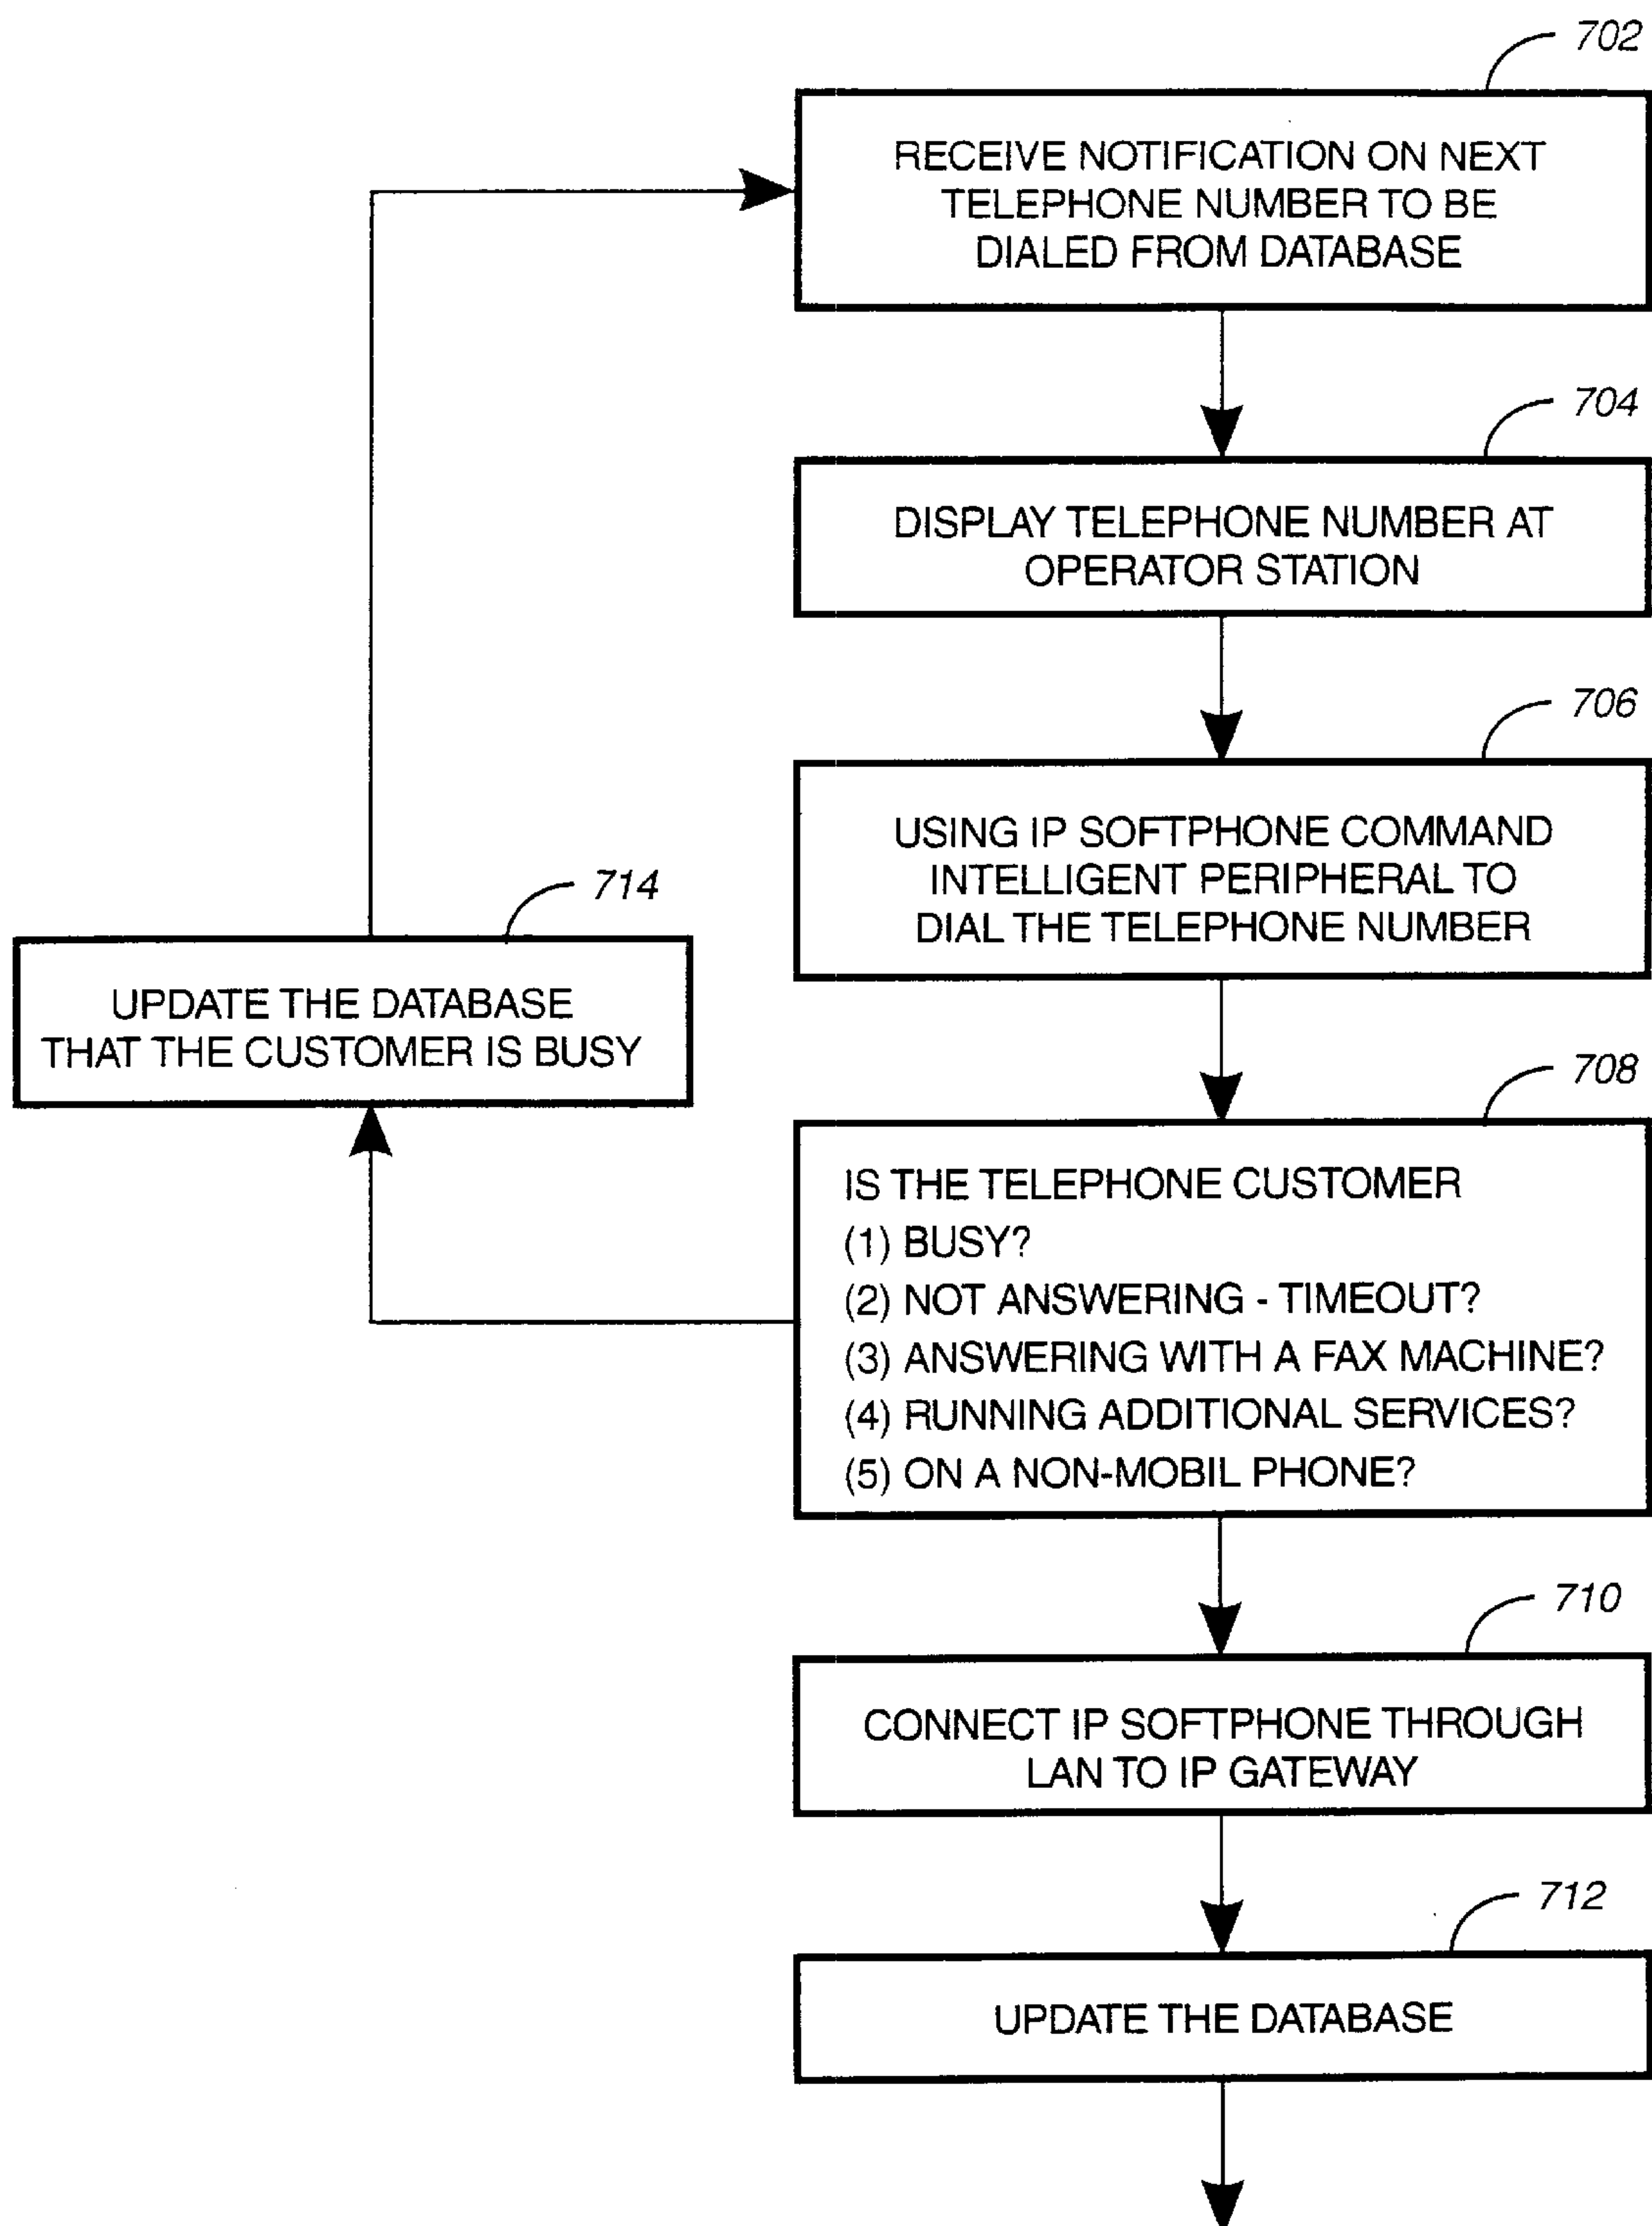 702
RECEIVE NOTIFICATION ON NEXT
TELEPHONE NUMBER TO BE
DIALED FROM DATABASE
704
DISPLAY TELEPHONE NUMBER AT
OPERATOR STATION
706
USING IP SOFTPHONE COMMAND
INTELLIGENT PERIPHERAL TO
DIAL THE TELEPHONE NUMBER
714
UPDATE THE DATABASE
THAT THE CUSTOMER IS BUSY
708
IS THE TELEPHONE CUSTOMER
(1) BUSY?
(2) NOT ANSWERING - TIMEOUT?
(3) ANSWERING WITH A FAX MACHINE?
(4) RUNNING ADDITIONAL SERVICES?
(5) ON A NON-MOBIL PHONE?
710
CONNECT IP SOFTPHONE THROUGH
LAN TO IP GATEWAY
712
UPDATE THE DATABASE